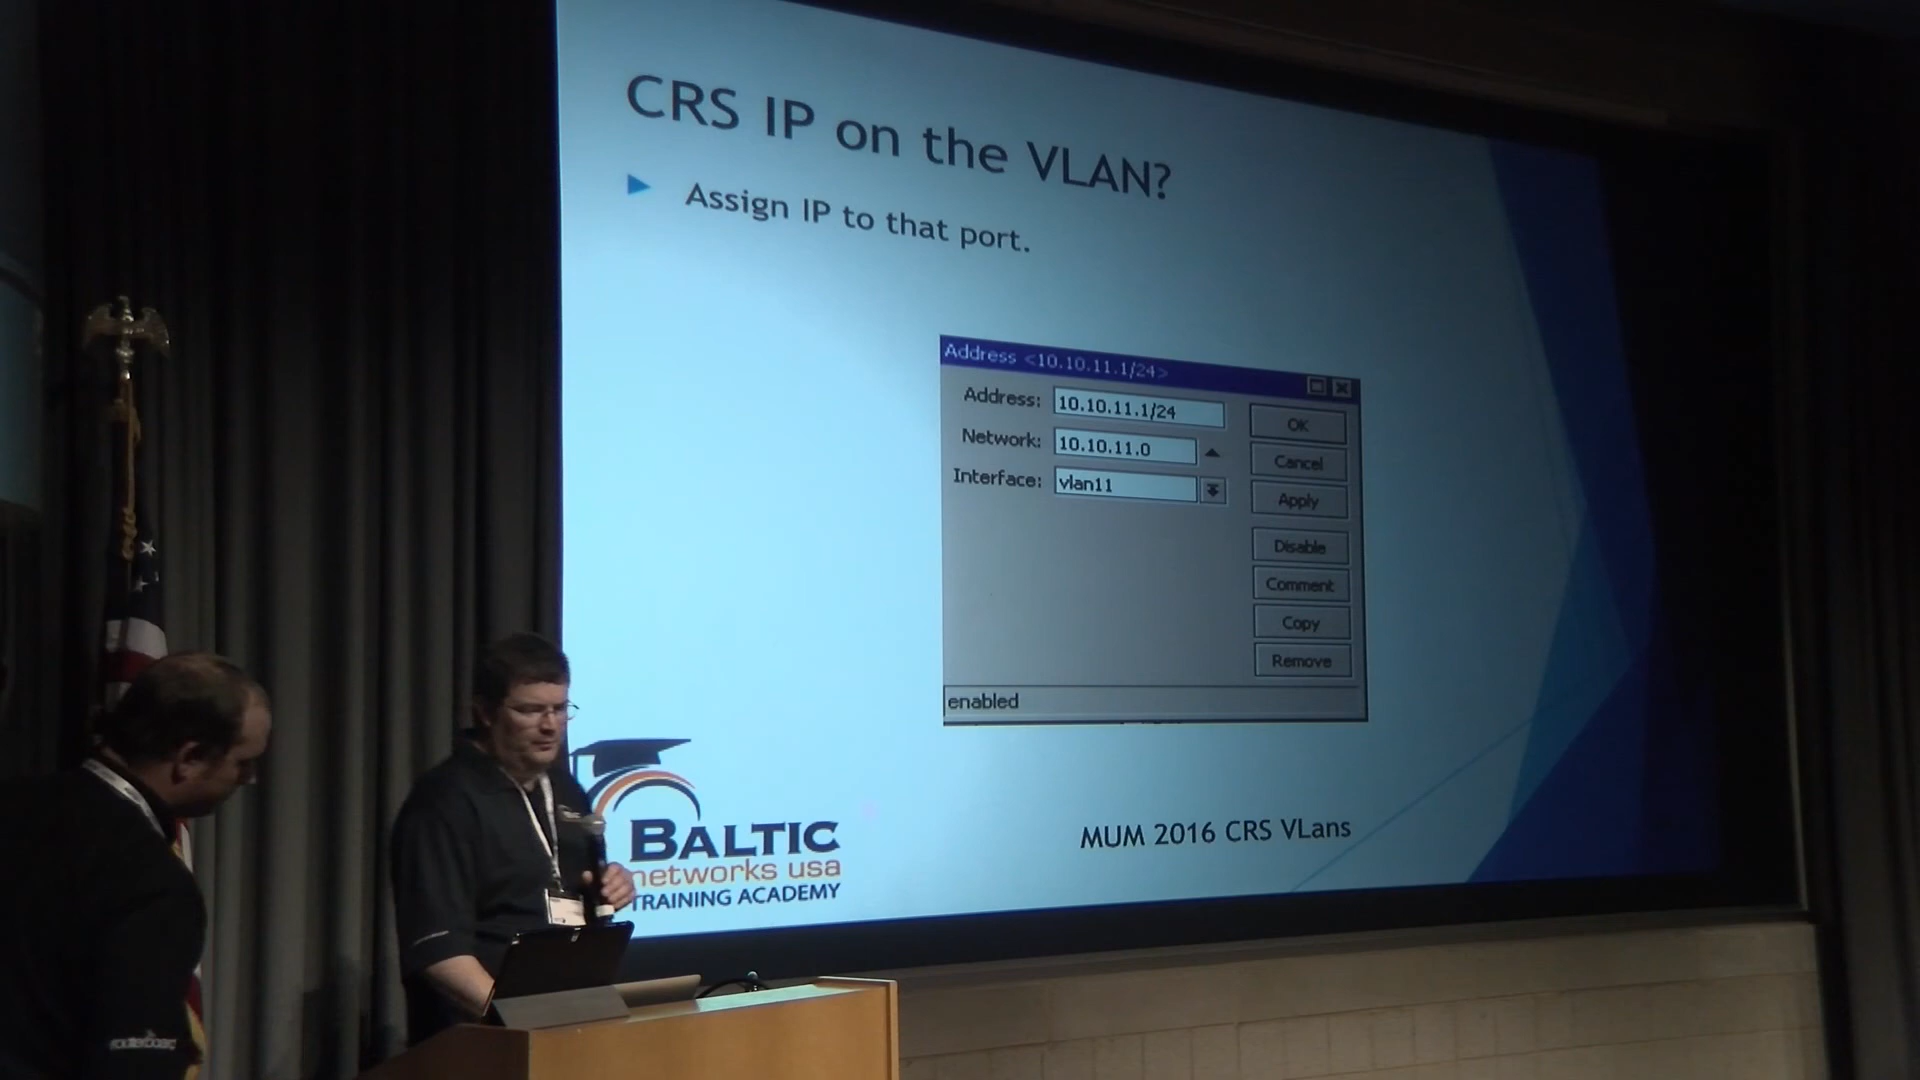 CRS IP on the VLAN?
Assign IP to that port.
Address <10.10.11.1/24>
Address: 10.10.11.1/24
Network: 10.10.11.0
Interface: vlan11
OK
Cancel
Apply
Disable
Comment
Copy
Remove
enabled
BALTIC
networks usa
TRAINING ACADEMY
MUM 2016 CRS VLans
routerboard